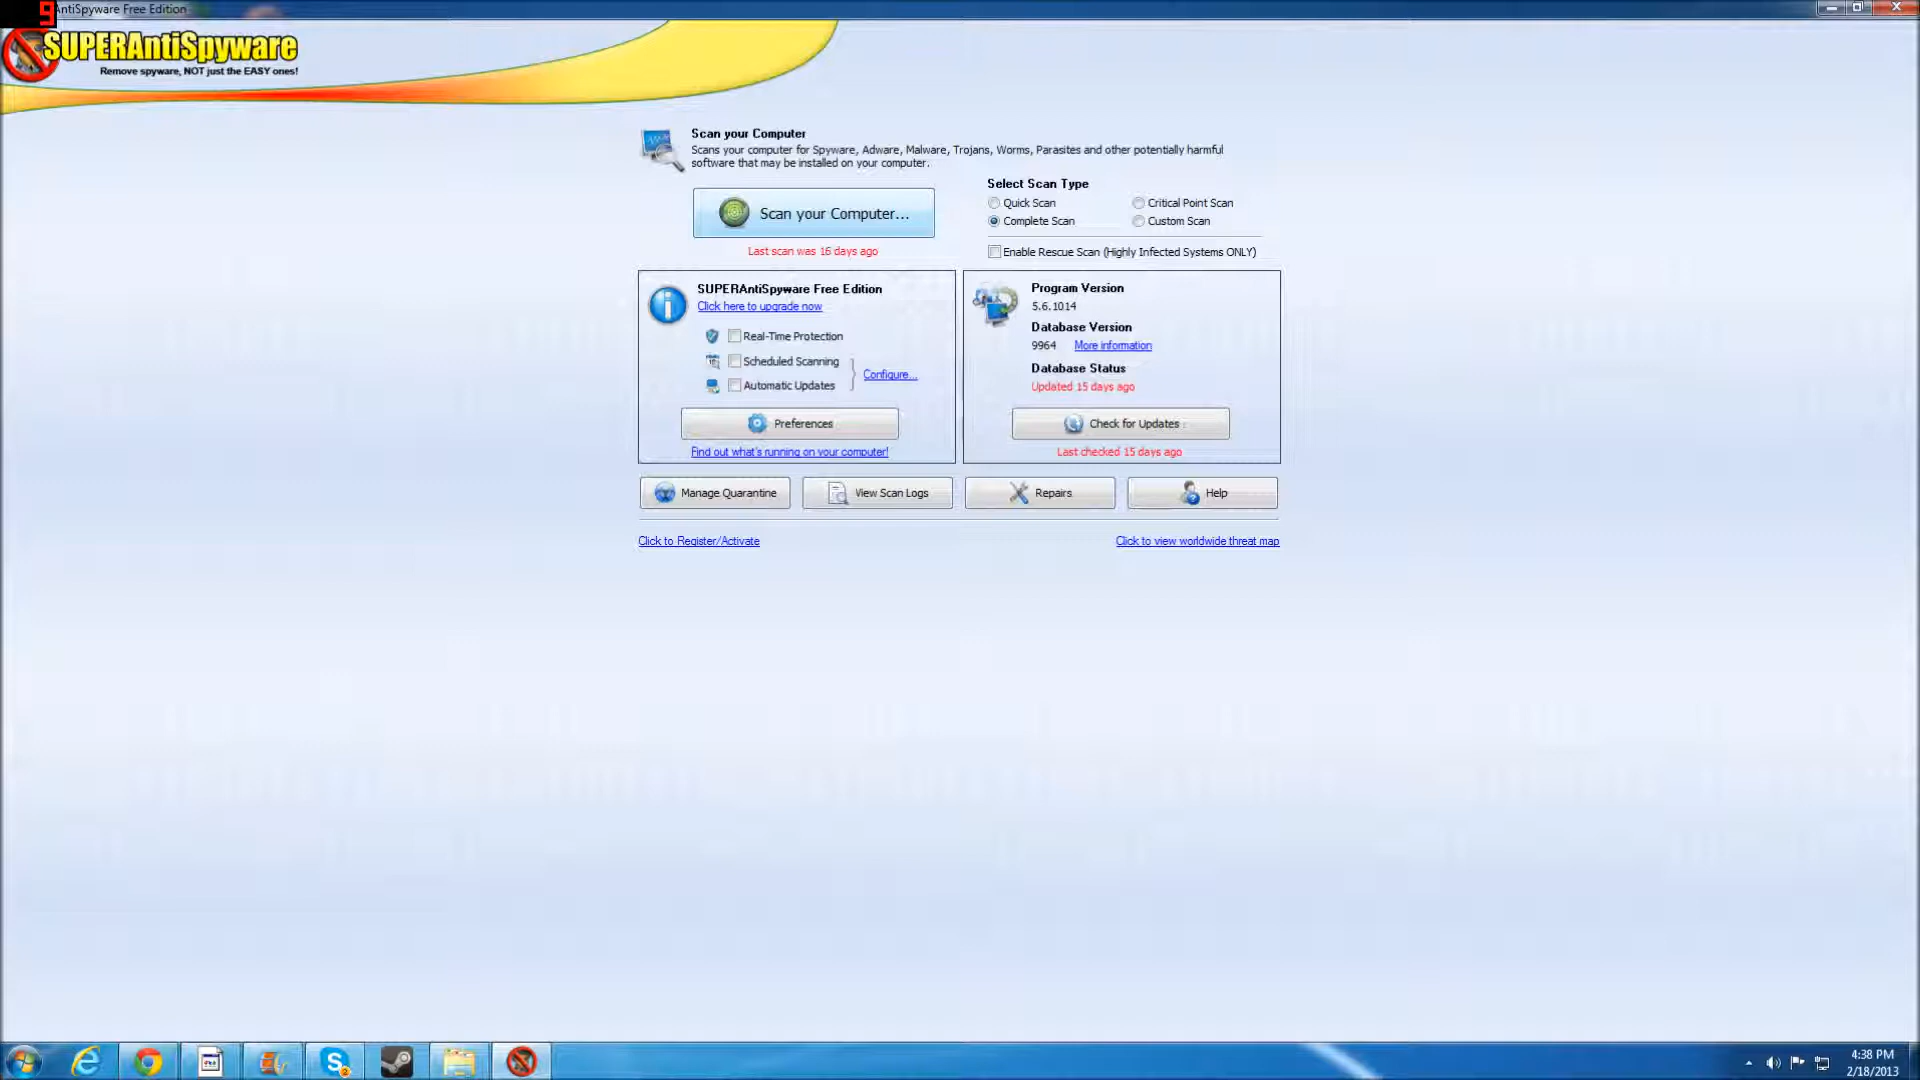 9
AntiSpyware Free Edition
SUPERAntiSpyware
Remove spyware, NOT just the EASY ones!
Scan your Computer
Scans your computer for Spyware, Adware, Malware, Trojans, Worms, Parasites and other potentially harmful
software that may be installed on your computer.
Scan your Computer...
Last scan was 16 days ago
Select Scan Type
Quick Scan
Critical Point Scan
Complete Scan
Custom Scan
Enable Rescue Scan (Highly Infected Systems ONLY)
SUPERAntiSpyware Free Edition
Click here to upgrade now
Real-Time Protection
Scheduled Scanning
Automatic Updates
Configure...
Preferences
Find out what's running on your computer!
Program Version
5.6.1014
Database Version
9964 More information
Database Status
Updated 15 days ago
Check for Updates
Last checked 15 days ago
Manage Quarantine
View Scan Logs
Repairs
Help
Click to Register/Activate
Click to view worldwide threat map
4:38 PM
2/18/2013